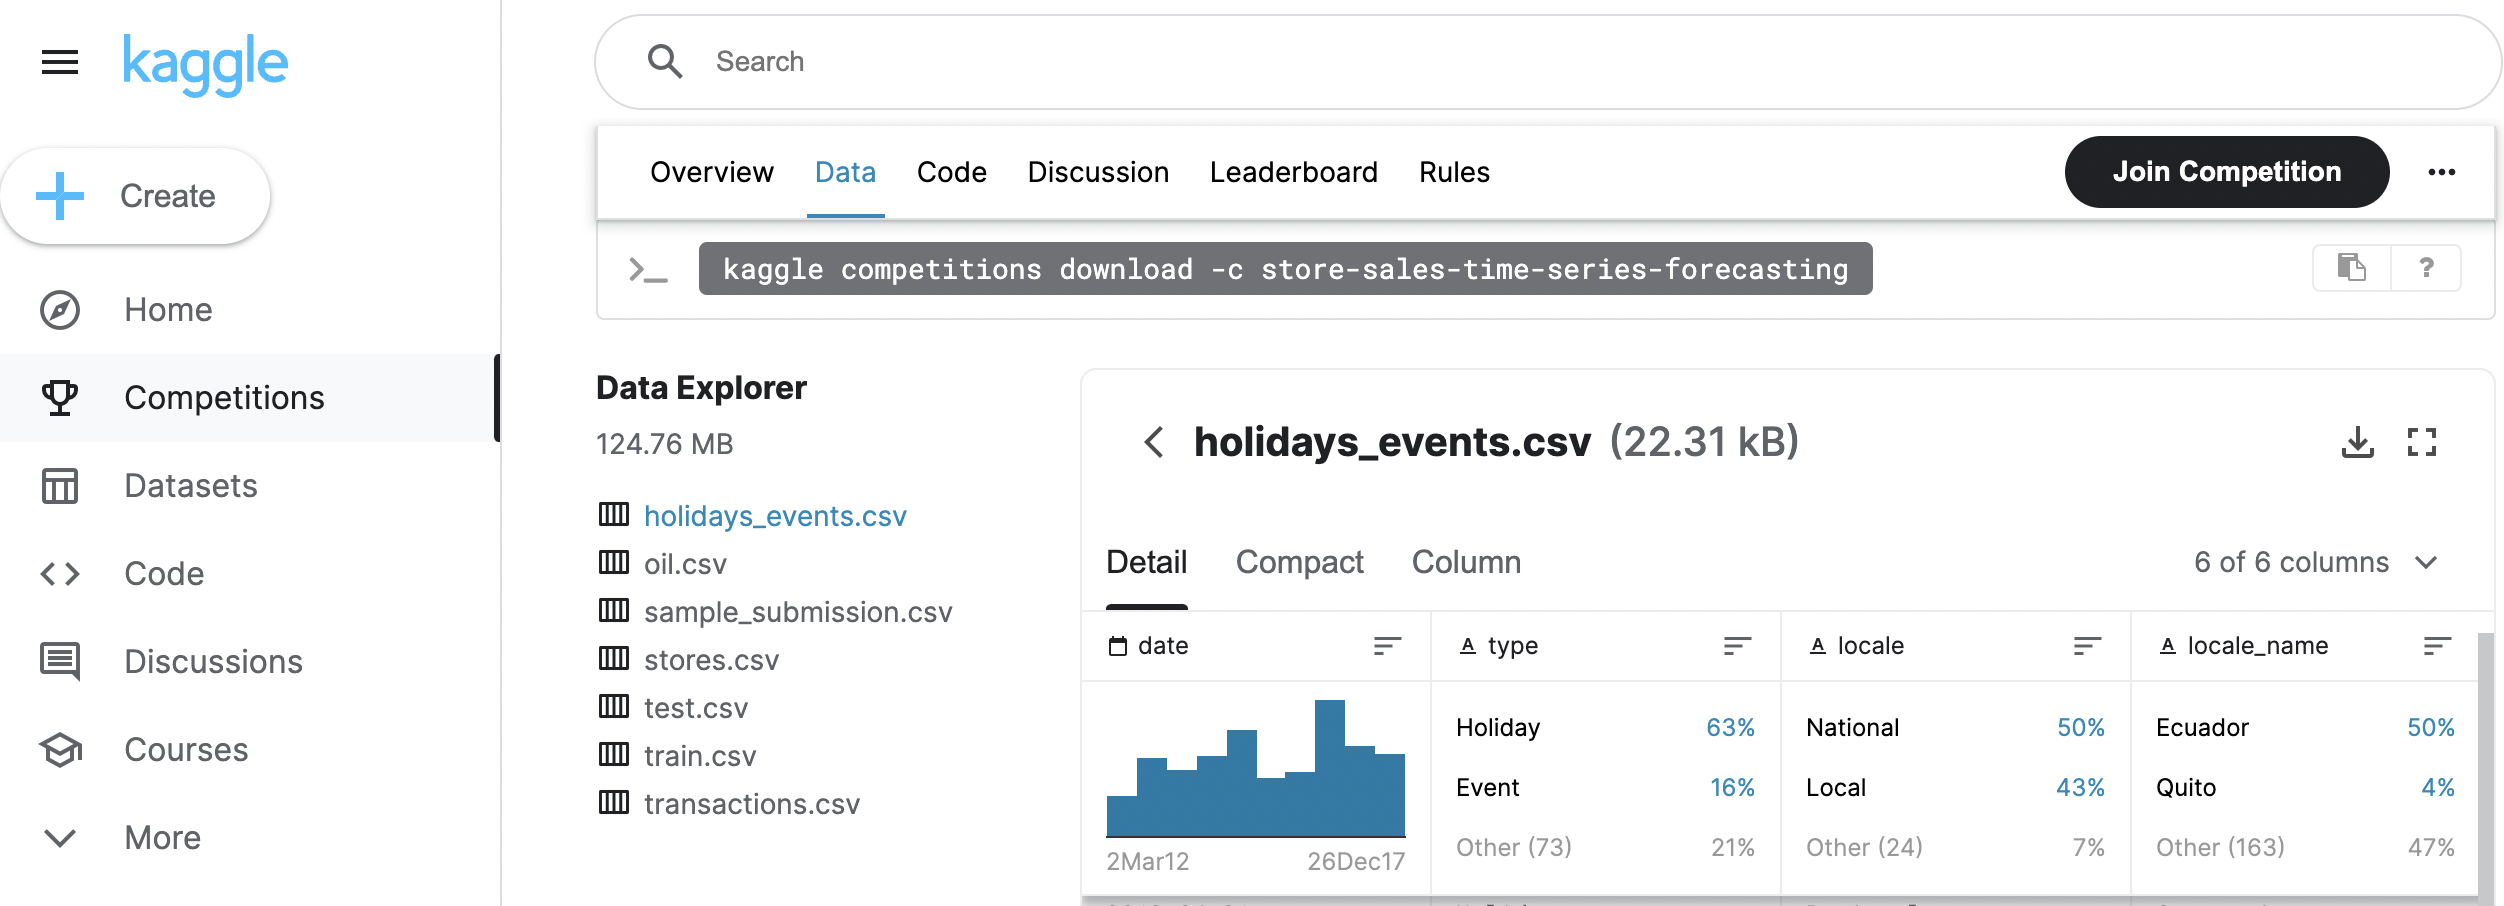 kaggle
Search
Create
Overview Data Code Discussion Leaderboard Rules Join Competition
>_ kaggle competitions download -c store-sales-time-series-forecasting ?
Home
Competitions
Datasets
Code
Discussions
Courses
More
Data Explorer
124.76 MB
holidays_events.csv
oil.csv
sample_submission.csv
stores.csv
test.csv
train.csv
transactions.csv
holidays_events.csv (22.31 kB)
Detail Compact Column 6 of 6 columns
date A type A locale A locale_name
Holiday 63% National 50% Ecuador 50%
Event 16% Local 43% Quito 4%
2Mar12 26Dec17 Other (73) 21% Other (24) 7% Other (163) 47%